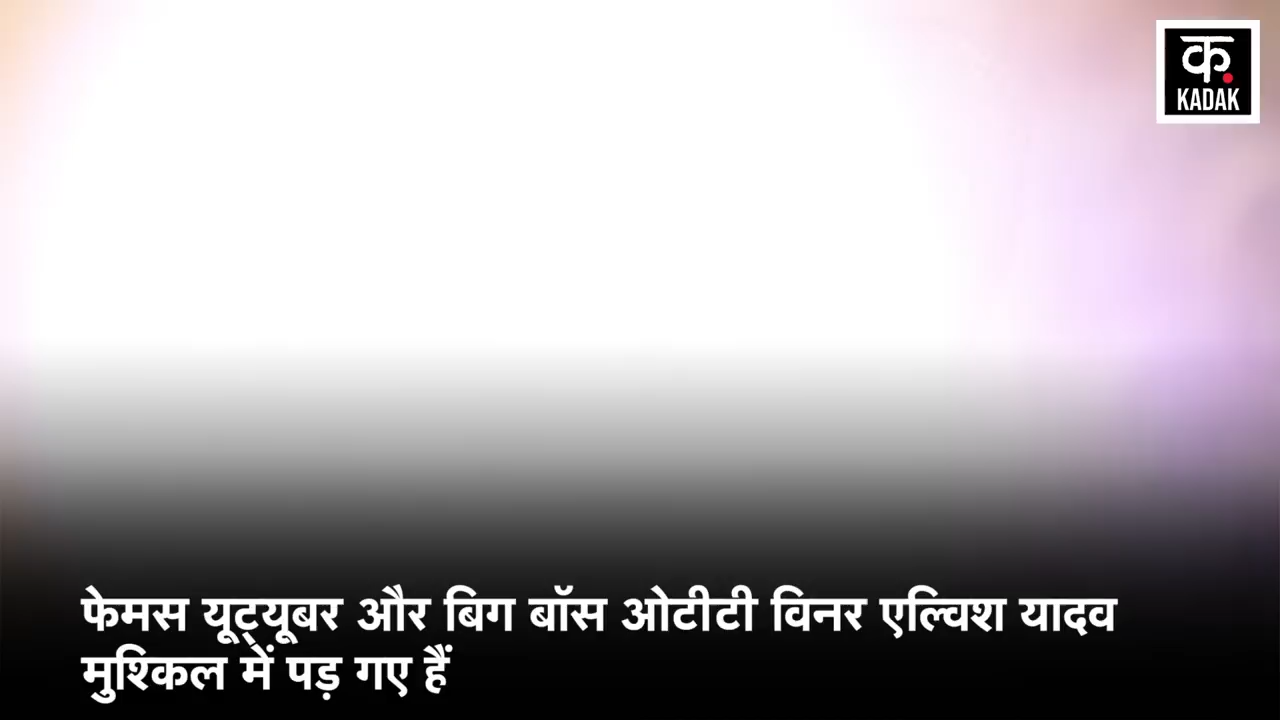 क.
KADAK
फेमस यूट्यूबर और बिग बॉस ओटीटी विनर एल्विश यादव
मुश्किल में पड़ गए हैं